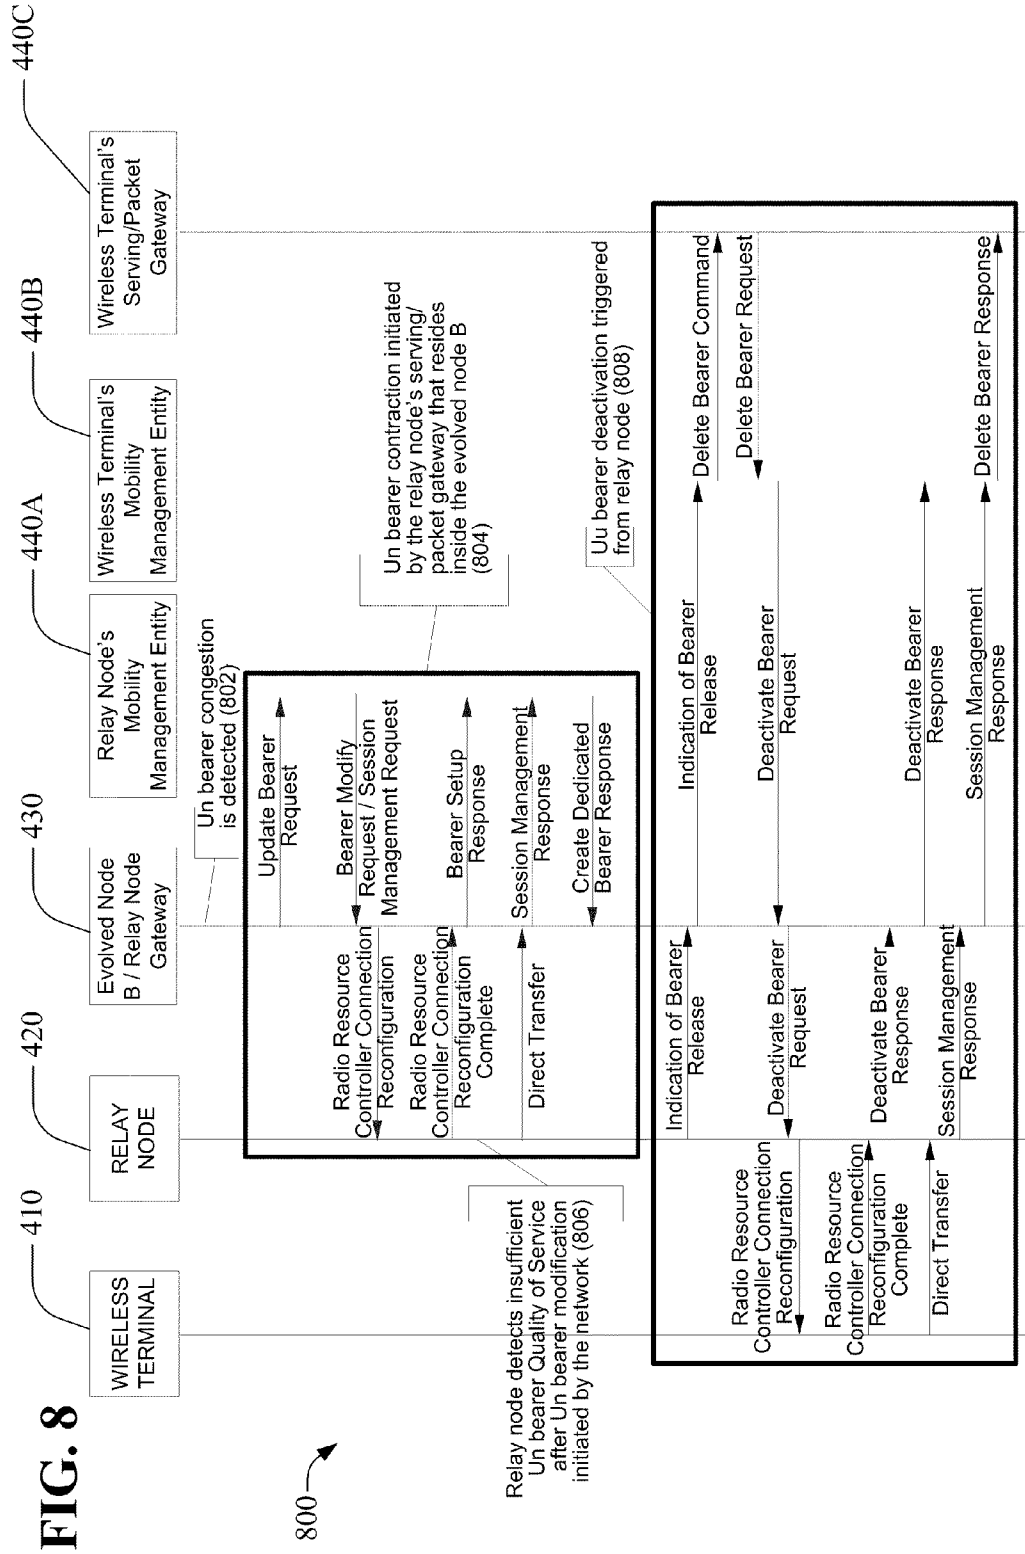 FIG. 8
800
410
420
430
440A
440B
440C
WIRELESS
TERMINAL
RELAY
NODE
Evolved Node
B / Relay Node
Gateway
Relay Node's
Mobility
Management Entity
Wireless Terminal's
Mobility
Management Entity
Wireless Terminal's
Serving/Packet
Gateway
Un bearer congestion
is detected (802)
Update Bearer
Request
Bearer Modify
Request / Session
Management Request
Radio Resource
Controller Connection
Reconfiguration
Radio Resource
Controller Connection
Reconfiguration
Complete
Bearer Setup
Response
Direct Transfer
Session Management
Response
Create Dedicated
Bearer Response
Un bearer contraction initiated
by the relay node's serving/
packet gateway that resides
inside the evolved node B
(804)
Relay node detects insufficient
Un bearer Quality of Service
after Un bearer modification
initiated by the network (806)
Uu bearer deactivation triggered
from relay node (808)
Indication of Bearer
Release
Indication of Bearer
Release
Delete Bearer Command
Delete Bearer Request
Deactivate Bearer
Request
Deactivate Bearer
Request
Radio Resource
Controller Connection
Reconfiguration
Radio Resource
Controller Connection
Reconfiguration
Complete
Deactivate Bearer
Response
Deactivate Bearer
Response
Direct Transfer
Session Management
Response
Session Management
Response
Delete Bearer Response